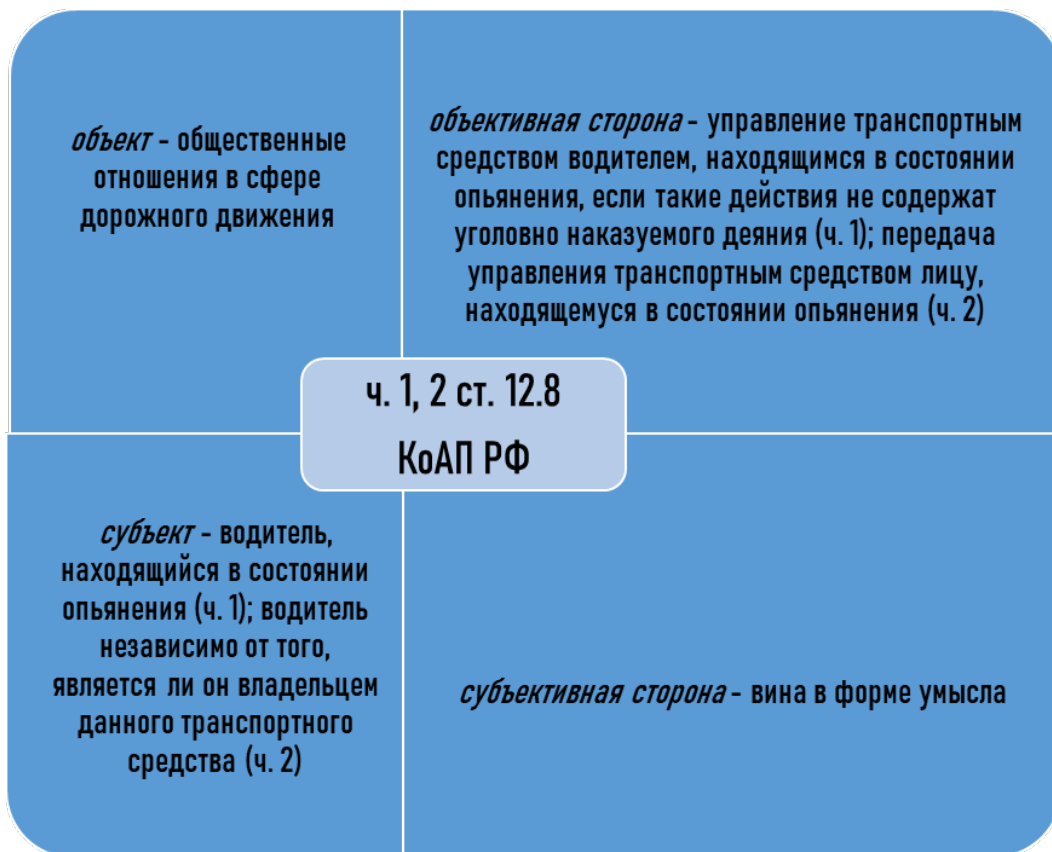 объект - общественные
отношения в сфере
дорожного движения
объективная сторона - управление транспортным
средством водителем, находящимся в состоянии
опьянения, если такие действия не содержат
уголовно наказуемого деяния (ч. 1); передача
управления транспортным средством лицу,
находящемуся в состоянии опьянения (ч. 2)
ч. 1, 2 ст. 12.8
КоАП РФ
субъект - водитель,
находящийся в состоянии
опьянения (ч. 1); водитель
независимо от того,
является ли он владельцем
данного транспортного
средства (ч. 2)
субъективная сторона - вина в форме умысла